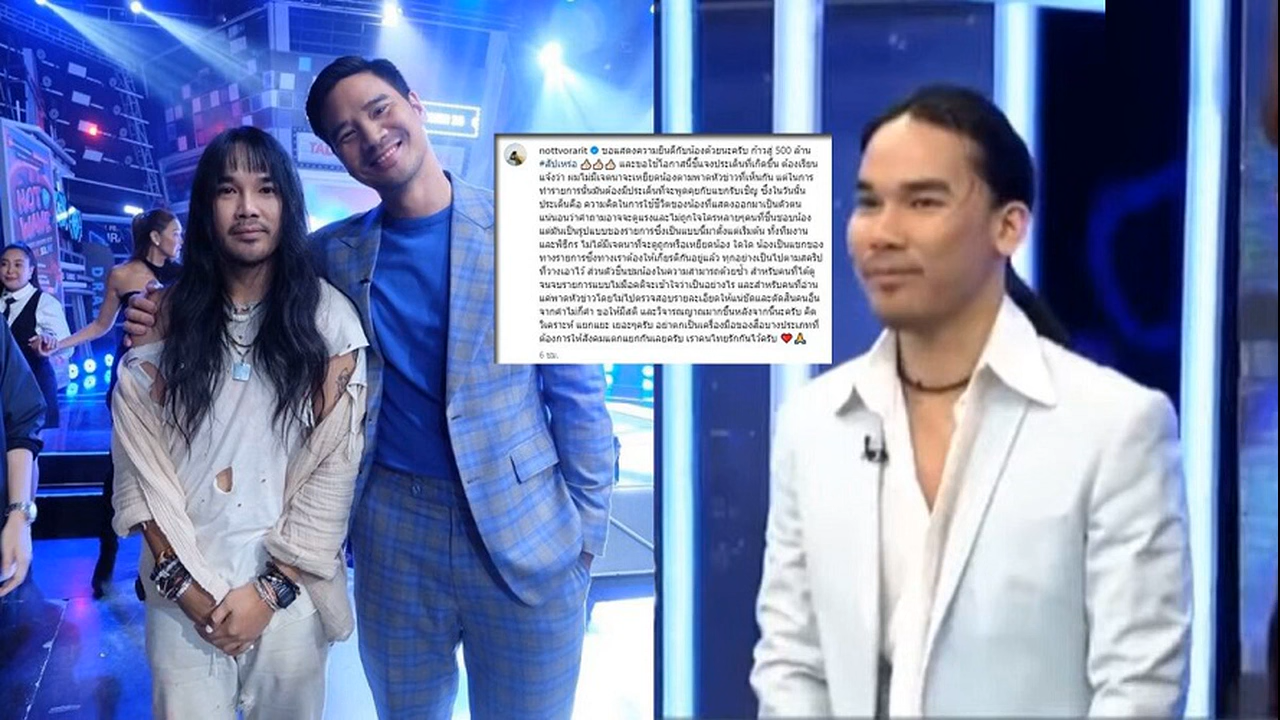 nottvorarit ขอแสดงความยินดีกับน้องด้วยนะครับ ก้าวสู่ 500 ล้าน
#สัปเหร่อ 👍🏻👍🏻👍🏻 และขอใช้โอกาสนี้ชี้แจงประเด็นที่เกิดขึ้น ต้องเรียน
แจ้งว่า ผมไม่มีเจตนาจะเหยียดน้องตามพาดหัวข่าวที่เห็นกัน แต่ในการ
ทำรายการนั้นมันต้องมีประเด็นที่จะพูดคุยกับแขกรับเชิญ ซึ่งในวันนั้น
ประเด็นคือ ความคิดในการใช้ชีวิตของน้องที่แสดงออกมาเป็นตัวตน
แน่นอนว่าคำถามอาจจะดูแรงและไม่ถูกใจใครหลายๆคนที่ชื่นชอบน้อง
แต่มันเป็นรูปแบบของรายการซึ่งเป็นแบบนี้มาตั้งแต่เริ่มต้น ทั้งทีมงาน
และพิธีกร ไม่ได้มีเจตนาที่จะดูถูกหรือเหยียดน้อง ใดใด น้องเป็นแขกของ
ทางรายการซึ่งทางเราต้องให้เกียรติกันอยู่แล้ว ทุกอย่างเป็นไปตามสคริป
ที่วางเอาไว้ ส่วนตัวชื่นชมน้องในความสามารถด้วยซ้ำ สำหรับคนที่ได้ดู
จนจบรายการแบบไม่มีอคติจะเข้าใจว่าเป็นอย่างไร และสำหรับคนที่อ่าน
แค่พาดหัวข่าวโดยไม่ไปตรวจสอบรายละเอียดให้แน่ชัดและตัดสินคนอื่น
จากคำไม่กี่คำ ขอให้มีสติ และวิจารณญาณมากขึ้นหลังจากนี้นะครับ คิด
วิเคราะห์ แยกแยะ เยอะๆครับ อย่าตกเป็นเครื่องมือของสื่อบางประเภทที่
ต้องการให้สังคมแตกแยกกันเลยครับ เราคนไทยรักกันไว้ครับ ❤️🙏
6 ชม.
HOT
WAVE